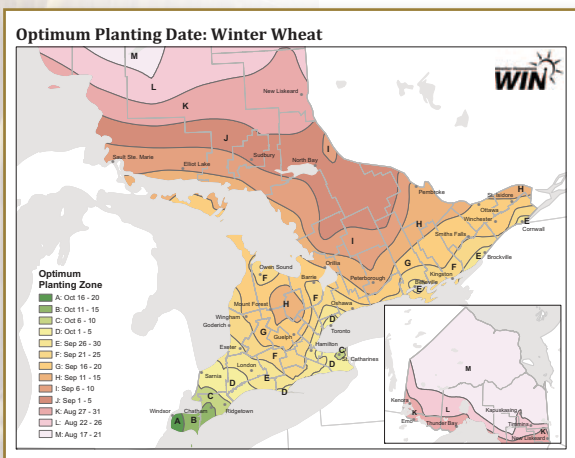 Optimum Planting Date: Winter Wheat
WIN
M
L
New Liskeard
K
J
I
Sault Ste. Marie
Elliot Lake
Sudbury
North Bay
Pembroke
H
St. Isidore
Ottawa
Winchester
H
E
Cornwall
Smiths Falls
I
Orillia
G
F
E
Brockville
Owen Sound
F
Barrie
Peterborough
Kingston
Belleville
E
Mount Forest
H
F
Oshawa
Wingham
D
Goderich
G
Toronto
Guelph
Exeter
F
Hamilton
C
St. Catharines
London
E
D
Sarnia
D
D
C
Windsor
Chatham
Ridgetown
A
B
Optimum
Planting Zone
A: Oct 16 - 20
B: Oct 11 - 15
C: Oct 6 - 10
D: Oct 1 - 5
E: Sep 26 - 30
F: Sep 21 - 25
G: Sep 16 - 20
H: Sep 11 - 15
I: Sep 6 - 10
J: Sep 1 - 5
K: Aug 27 - 31
L: Aug 22 - 26
M: Aug 17 - 21
M
Kenora
L
Kapuskasing
K
Emo
Thunder Bay
Timmins
K
New Liskeard